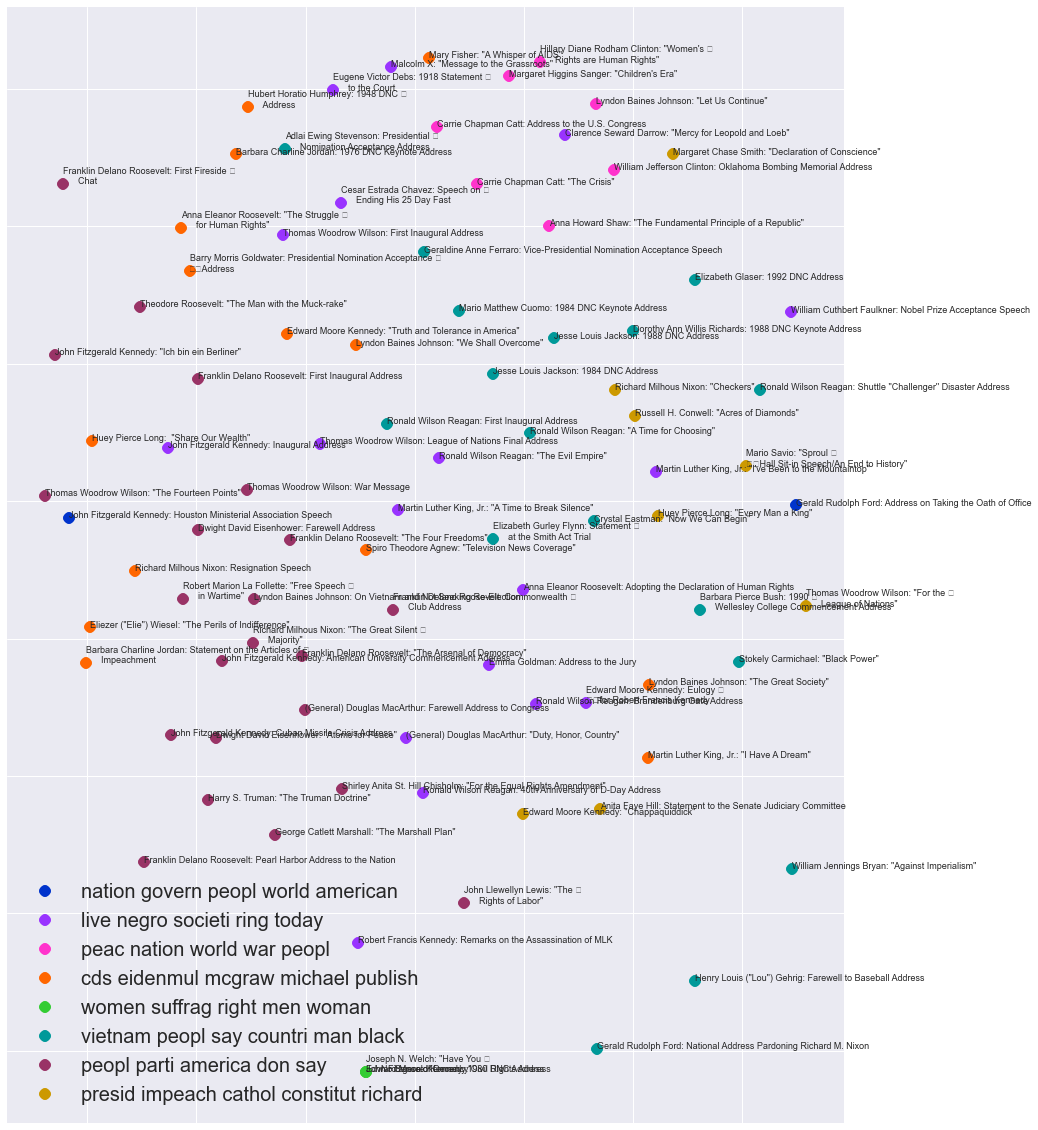 Hillary Diane Rodham Clinton: "Women's
Rights are Human Rights"
Mary Fisher: "A Whisper of AIDS"
Malcolm X: "Message to the Grassroots"
Margaret Higgins Sanger: "Children's Era"
Eugene Victor Debs: 1918 Statement
to the Court
Hubert Horatio Humphrey: 1948 DNC
Address
Lyndon Baines Johnson: "Let Us Continue"
Carrie Chapman Catt: Address to the U.S. Congress
Clarence Seward Darrow: "Mercy for Leopold and Loeb"
Adlai Ewing Stevenson: Presidential
Nomination Acceptance Address
Barbara Charline Jordan: 1976 DNC Keynote Address
Margaret Chase Smith: "Declaration of Conscience"
William Jefferson Clinton: Oklahoma Bombing Memorial Address
Franklin Delano Roosevelt: First Fireside
Chat
Carrie Chapman Catt: "The Crisis"
Cesar Estrada Chavez: Speech on
Ending His 25 Day Fast
Anna Eleanor Roosevelt: "The Struggle
for Human Rights"
Anna Howard Shaw: "The Fundamental Principle of a Republic"
Thomas Woodrow Wilson: First Inaugural Address
Geraldine Anne Ferraro: Vice-Presidential Nomination Acceptance Speech
Barry Morris Goldwater: Presidential Nomination Acceptance
Address
Elizabeth Glaser: 1992 DNC Address
Theodore Roosevelt: "The Man with the Muck-rake"
Mario Matthew Cuomo: 1984 DNC Keynote Address
William Cuthbert Faulkner: Nobel Prize Acceptance Speech
Edward Moore Kennedy: "Truth and Tolerance in America"
Dorothy Ann Willis Richards: 1988 DNC Keynote Address
Jesse Louis Jackson: 1988 DNC Address
Lyndon Baines Johnson: "We Shall Overcome"
John Fitzgerald Kennedy: "Ich bin ein Berliner"
Jesse Louis Jackson: 1984 DNC Address
Franklin Delano Roosevelt: First Inaugural Address
Richard Milhous Nixon: "Checkers"
Ronald Wilson Reagan: Shuttle "Challenger" Disaster Address
Russell H. Conwell: "Acres of Diamonds"
Ronald Wilson Reagan: First Inaugural Address
Ronald Wilson Reagan: "A Time for Choosing"
Huey Pierce Long: "Share Our Wealth"
John Fitzgerald Kennedy: Inaugural Address
Thomas Woodrow Wilson: League of Nations Final Address
Ronald Wilson Reagan: "The Evil Empire"
Mario Savio: "Sproul
Hall Sit-in Speech/An End to History"
Martin Luther King, Jr.: "I've Been to the Mountaintop"
Thomas Woodrow Wilson: "The Fourteen Points"
Thomas Woodrow Wilson: War Message
Gerald Rudolph Ford: Address on Taking the Oath of Office
John Fitzgerald Kennedy: Houston Ministerial Association Speech
Martin Luther King, Jr.: "A Time to Break Silence"
Huey Pierce Long: "Every Man a King"
Crystal Eastman: "Now We Can Begin"
Dwight David Eisenhower: Farewell Address
Elizabeth Gurley Flynn: Statement
at the Smith Act Trial
Franklin Delano Roosevelt: "The Four Freedoms"
Spiro Theodore Agnew: "Television News Coverage"
Richard Milhous Nixon: Resignation Speech
Robert Marion La Follette: "Free Speech
in Wartime"
Lyndon Baines Johnson: On Vietnam and Not Seeking Re-Election
Franklin Delano Roosevelt: Commonwealth
Club Address
Anna Eleanor Roosevelt: Adopting the Declaration of Human Rights
Barbara Pierce Bush: 1990
Wellesley College Commencement Address
Thomas Woodrow Wilson: "For the
League of Nations"
Eliezer ("Elie") Wiesel: "The Perils of Indifference"
Richard Milhous Nixon: "The Great Silent
Majority"
Barbara Charline Jordan: Statement on the Articles of
Impeachment
Franklin Delano Roosevelt: "The Arsenal of Democracy"
John Fitzgerald Kennedy: American University Commencement Address
Emma Goldman: Address to the Jury
Stokely Carmichael: "Black Power"
Lyndon Baines Johnson: "The Great Society"
Edward Moore Kennedy: Eulogy
for Robert Francis Kennedy
Ronald Wilson Reagan: Brandenburg Gate Address
(General) Douglas MacArthur: Farewell Address to Congress
John Fitzgerald Kennedy: Cuban Missile Crisis Address
Dwight David Eisenhower: "Atoms for Peace"
(General) Douglas MacArthur: "Duty, Honor, Country"
Martin Luther King, Jr.: "I Have A Dream"
Shirley Anita St. Hill Chisholm: "For the Equal Rights Amendment"
Ronald Wilson Reagan: 40th Anniversary of D-Day Address
Harry S. Truman: "The Truman Doctrine"
Anita Faye Hill: Statement to the Senate Judiciary Committee
Edward Moore Kennedy: "Chappaquiddick"
George Catlett Marshall: "The Marshall Plan"
Franklin Delano Roosevelt: Pearl Harbor Address to the Nation
William Jennings Bryan: "Against Imperialism"
John Llewellyn Lewis: "The
Rights of Labor"
Robert Francis Kennedy: Remarks on the Assassination of MLK
Henry Louis ("Lou") Gehrig: Farewell to Baseball Address
Gerald Rudolph Ford: National Address Pardoning Richard M. Nixon
Joseph N. Welch: "Have You
nation govern peopl world american
live negro societi ring today
peac nation world war peopl
cds eidenmul mcgraw michael publish
women suffrag right men woman
vietnam peopl say countri man black
peopl parti america don say
presid impeach cathol constitut richard